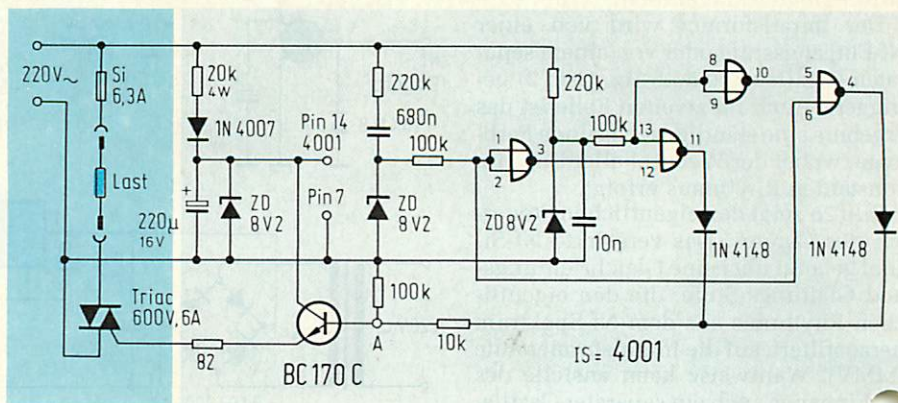 220V~
Si
6,3A
Last
Triac
600V, 6A
20k
4W
1N 4007
220µ
16V
+
ZD
8V2
Pin 14
4001
Pin 7
82
BC 170 C
220k
680n
100k
ZD
8V2
100k
A
10k
1
2
3
220k
100k
ZD8V2
10n
13
12
11
8
9
10
5
6
4
1N 4148
1N 4148
IS = 4001